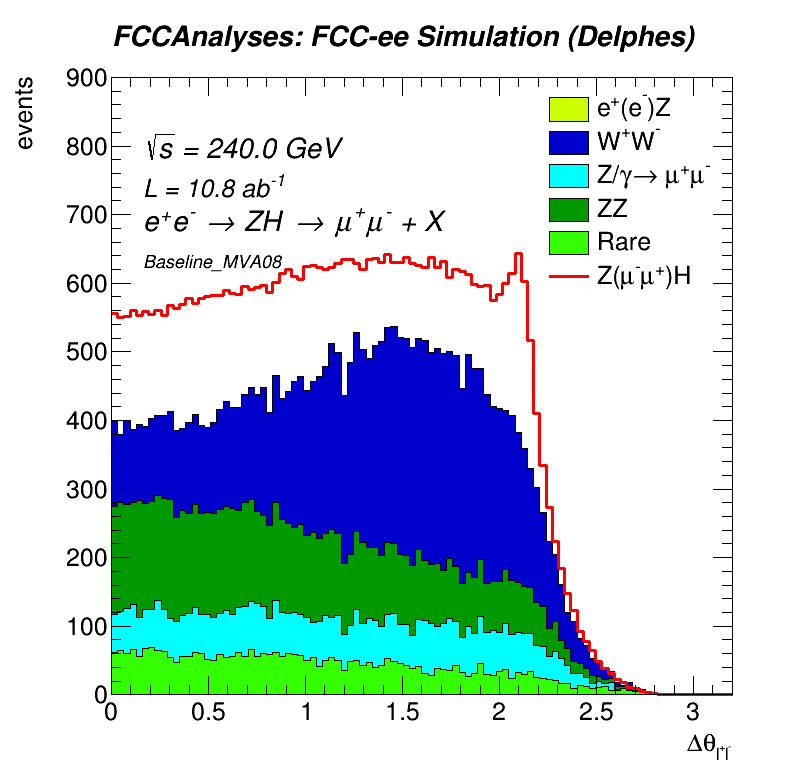 FCCAnalyses: FCC-ee Simulation (Delphes)
events
900
800
700
600
500
400
300
200
100
0
√s = 240.0 GeV
L = 10.8 ab⁻¹
e⁺e⁻ → ZH → μ⁺μ⁻ + X
Baseline_MVA08
e⁺(e⁻)Z
W⁺W⁻
Z/γ→ μ⁺μ⁻
ZZ
Rare
Z(μ⁻μ⁺)H
0 0.5 1 1.5 2 2.5 3
Δθ_l⁺l⁻